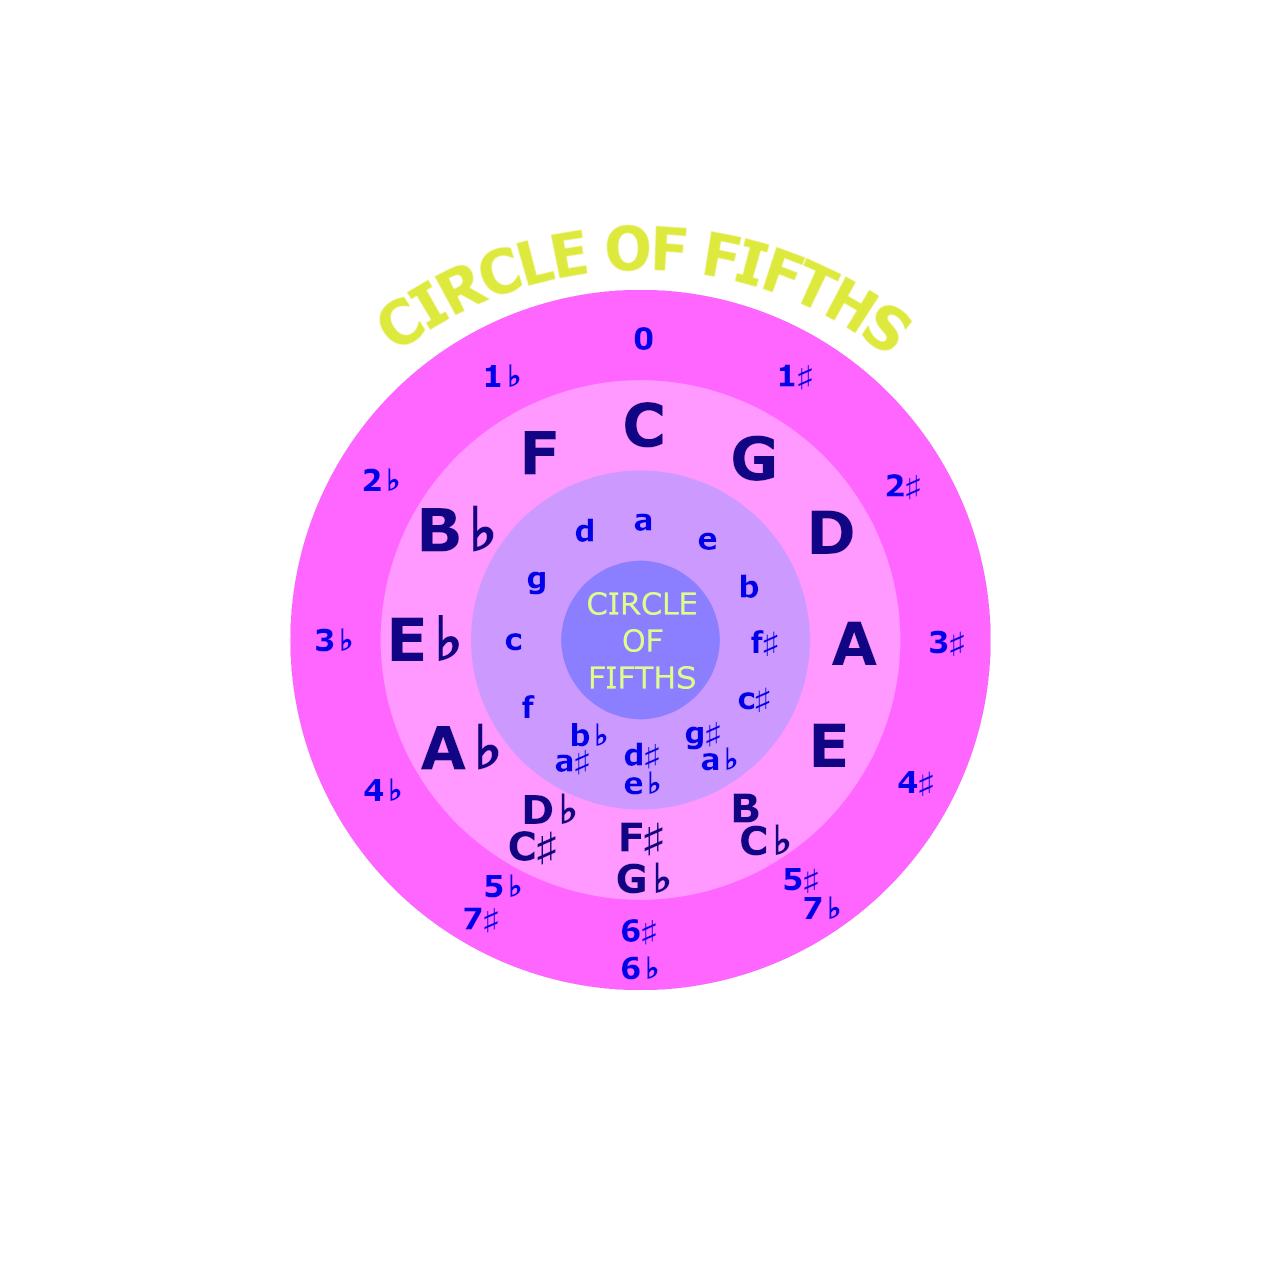 CIRCLE OF FIFTHS
0
1♯
2♯
3♯
4♯
5♯
7♭
6♯
6♭
5♭
7♯
4♭
3♭
2♭
1♭
C
G
D
A
E
B
C♭
F♯
G♭
D♭
C♯
A♭
E♭
B♭
F
a
e
b
f♯
c♯
g♯
a♭
d♯
e♭
b♭
a♯
f
c
g
d
CIRCLE
OF
FIFTHS